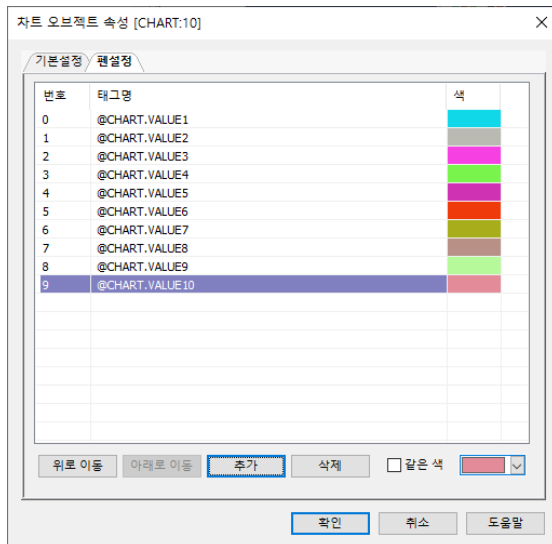 차트 오브젝트 속성 [CHART:10]
기본설정 펜설정
번호 태그명 색
0 @CHART.VALUE1
1 @CHART.VALUE2
2 @CHART.VALUE3
3 @CHART.VALUE4
4 @CHART.VALUE5
5 @CHART.VALUE6
6 @CHART.VALUE7
7 @CHART.VALUE8
8 @CHART.VALUE9
9 @CHART.VALUE10
위로 이동 아래로 이동 추가 삭제 같은 색
확인 취소 도움말